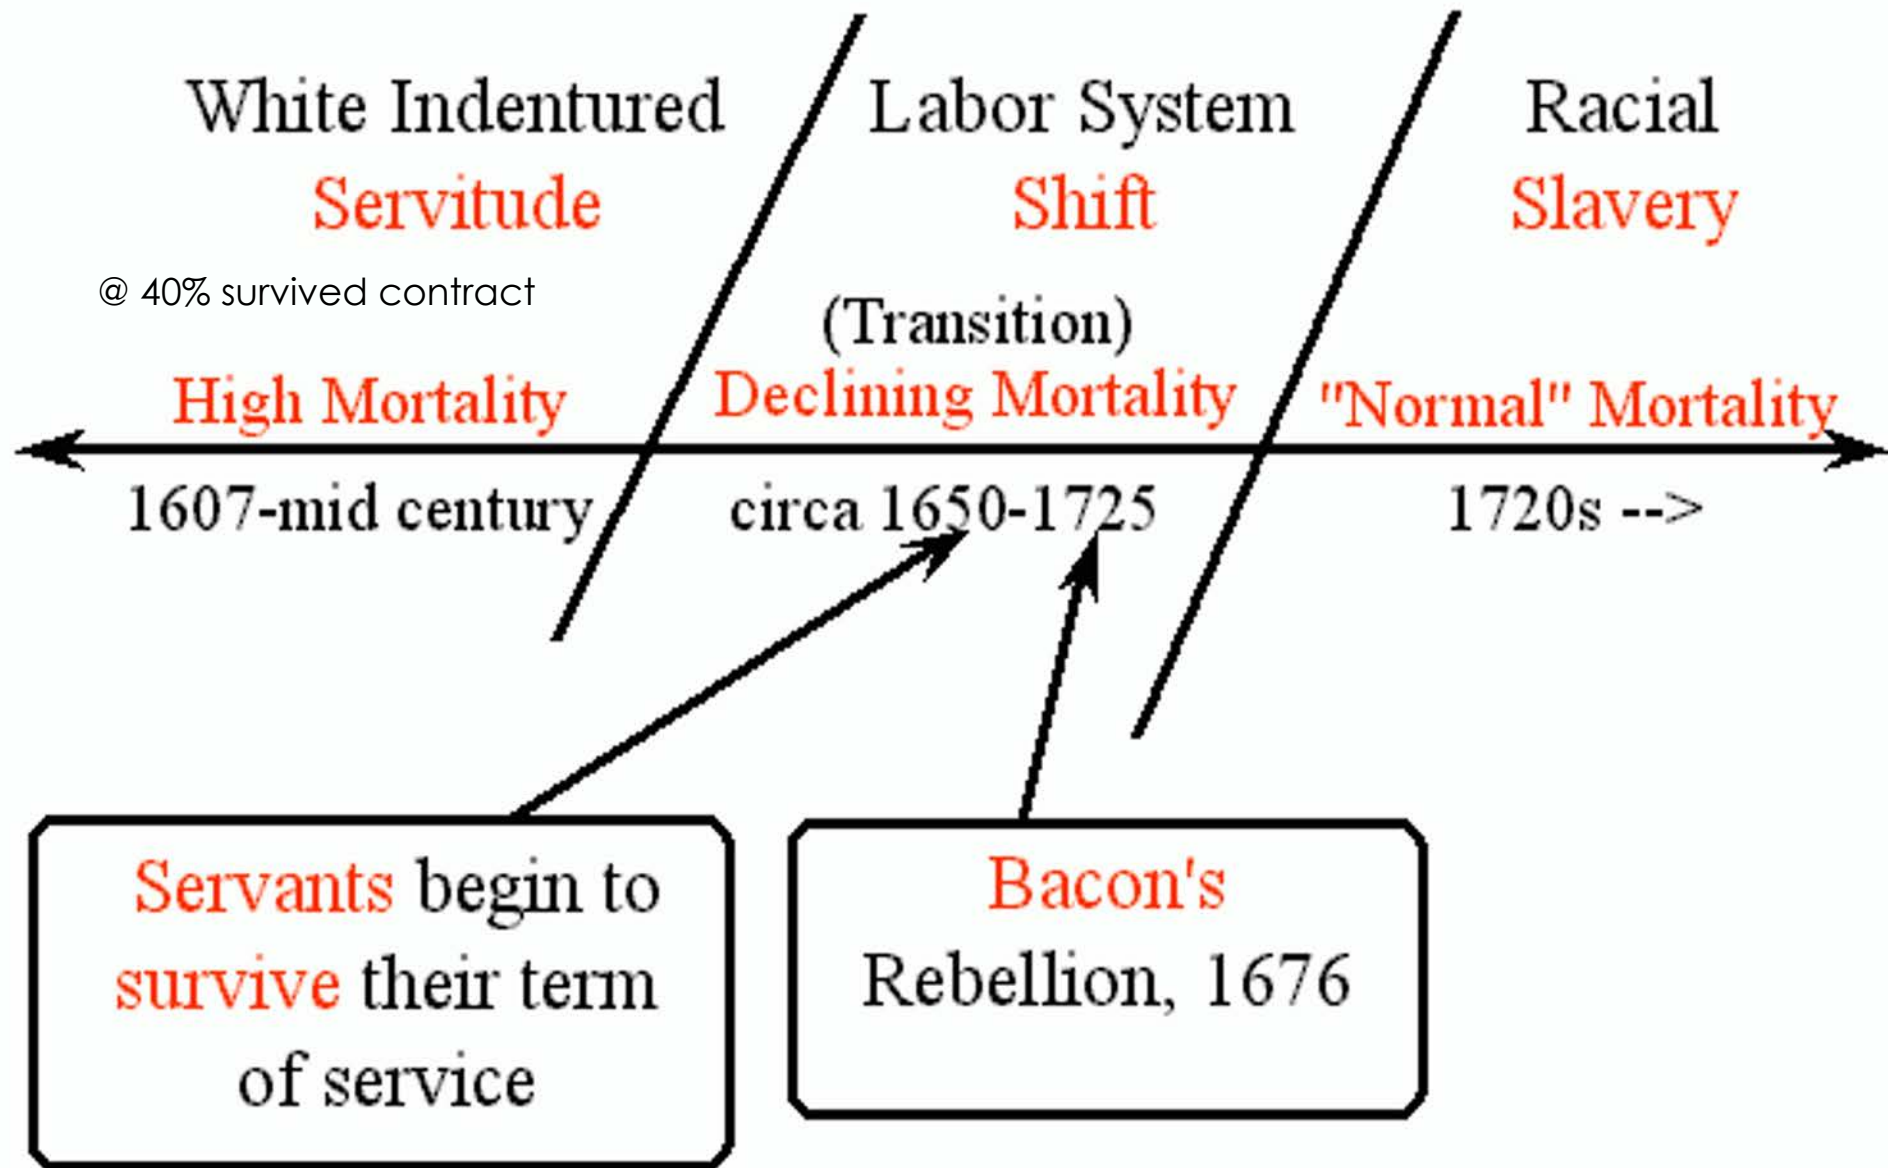 White Indentured
Servitude
@ 40% survived contract
High Mortality
1607-mid century
Labor System
Shift
(Transition)
Declining Mortality
circa 1650-1725
Racial
Slavery
"Normal" Mortality
1720s -->
Servants begin to
survive their term
of service
Bacon's
Rebellion, 1676